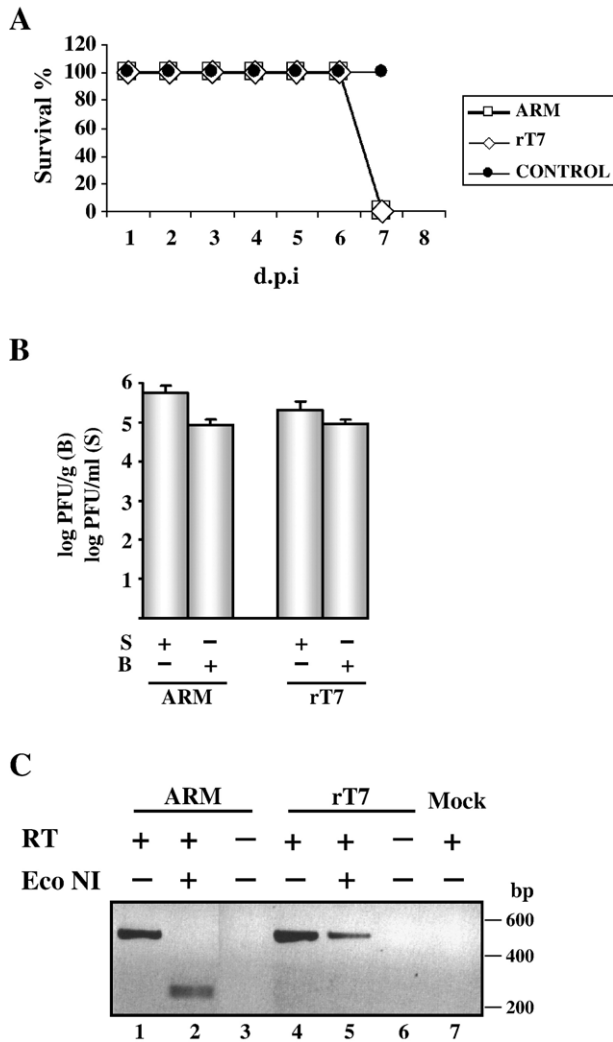 A
Survival %
120
100
80
60
40
20
0
1 2 3 4 5 6 7 8
d.p.i
ARM
rT7
CONTROL
B
log PFU/g (B)
log PFU/ml (S)
6
5
4
3
2
1
S + − + −
B − + − +
ARM rT7
C
ARM rT7 Mock
RT + + − + + − +
Eco NI − + − − + − −
bp
600
400
200
1 2 3 4 5 6 7